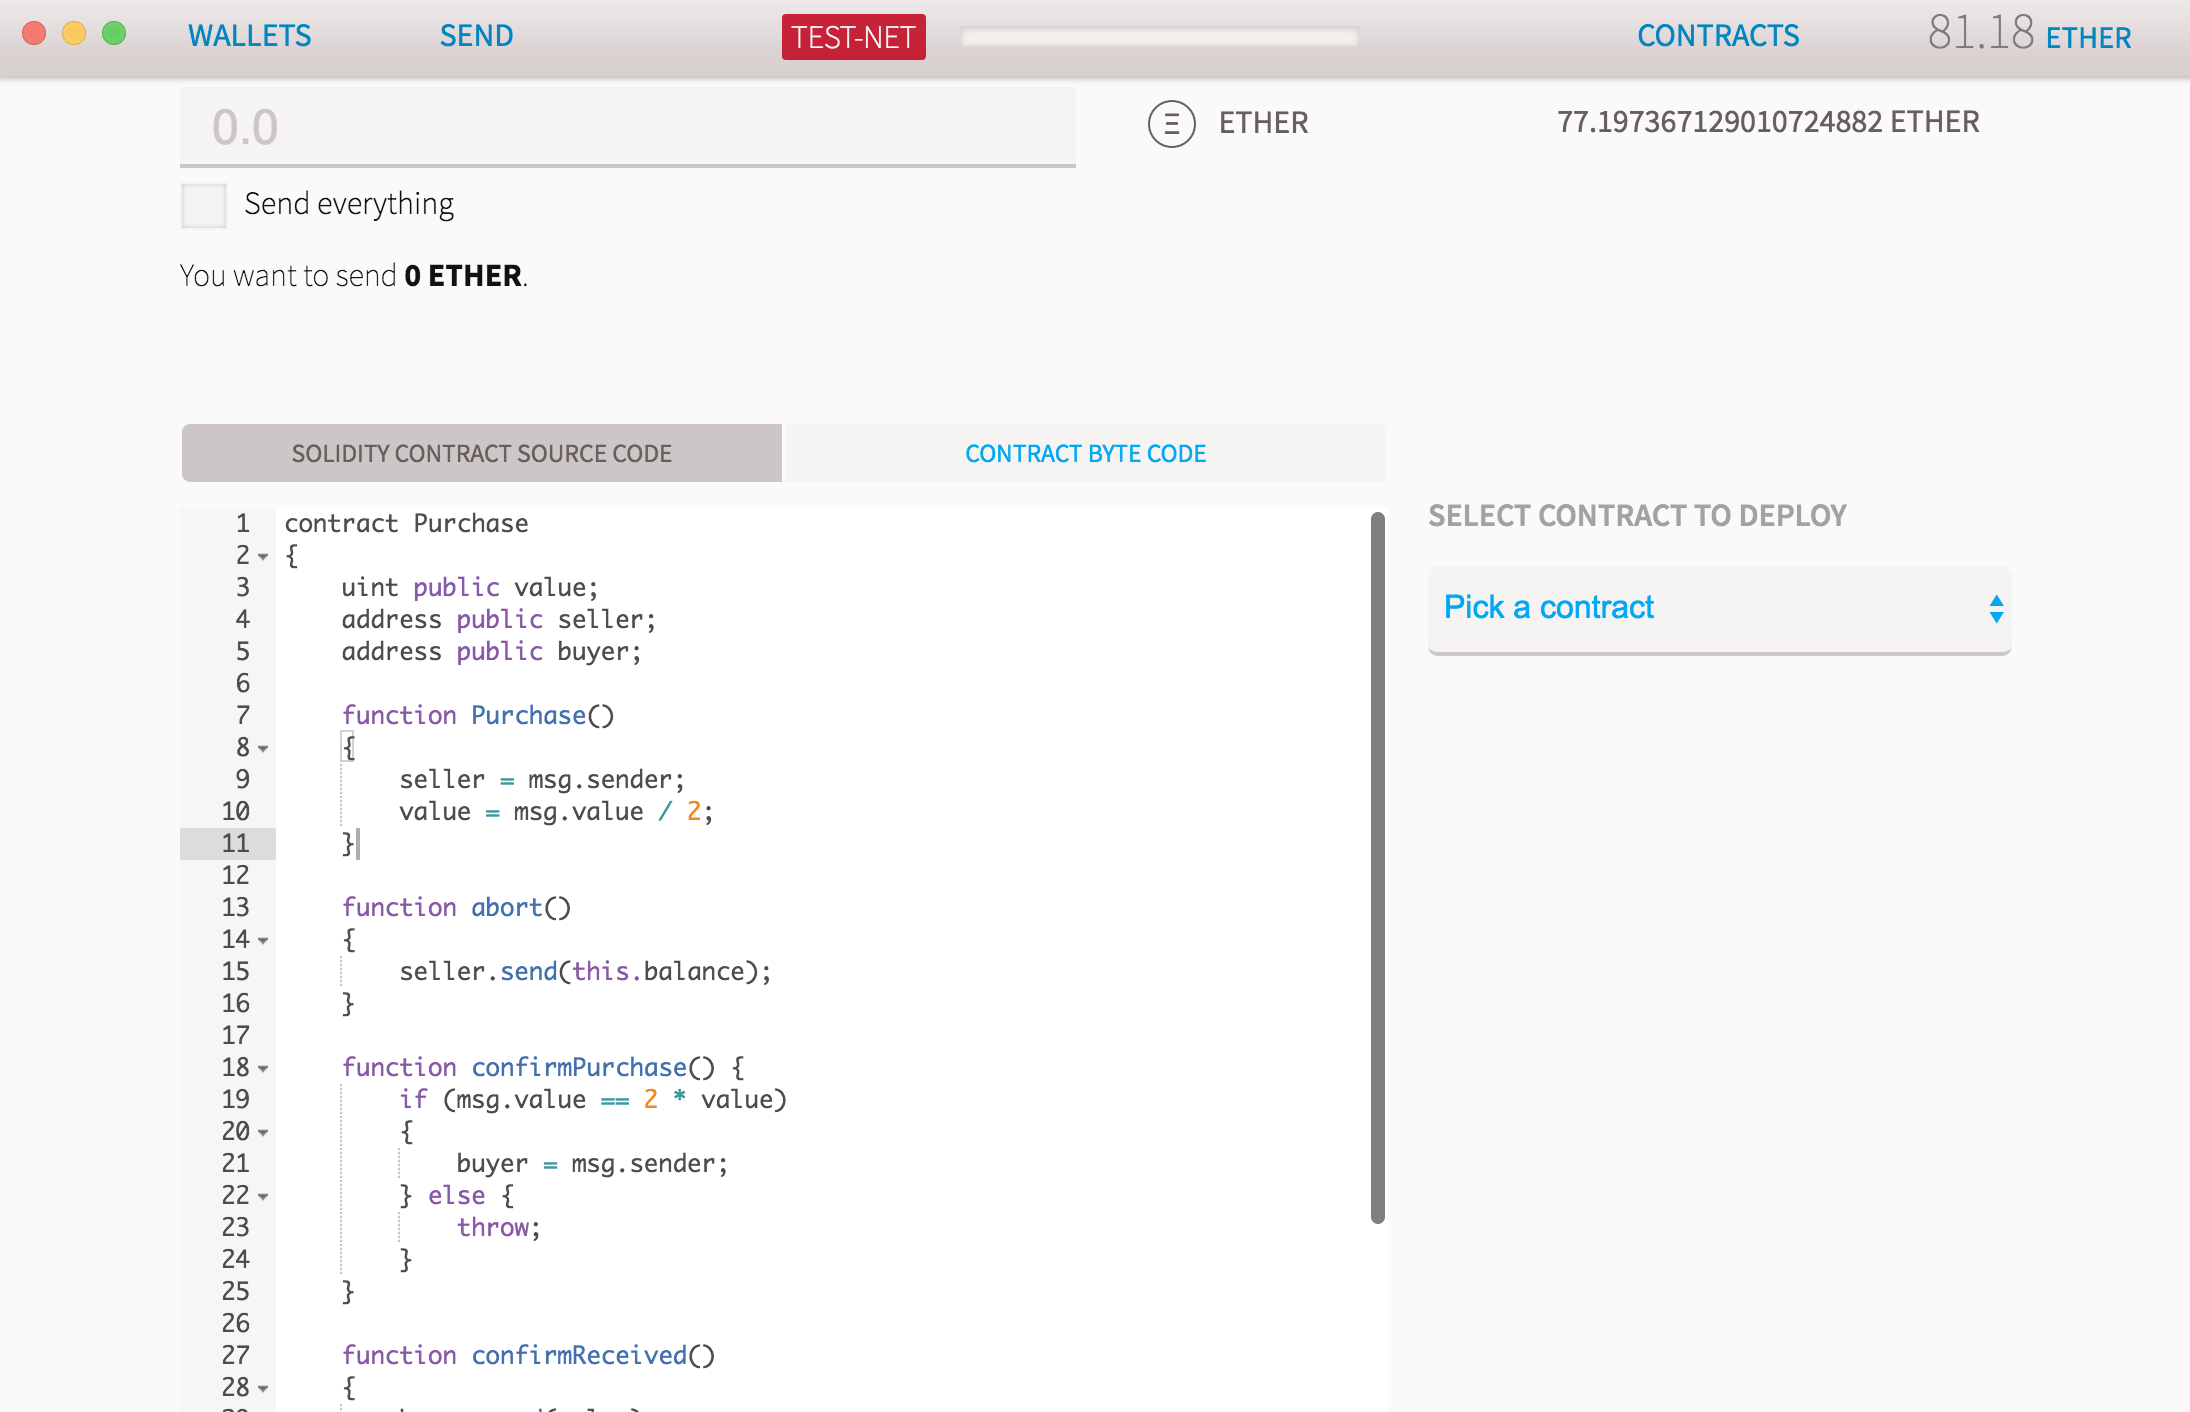 WALLETS SEND TEST-NET CONTRACTS 81.18 ETHER
0.0 ETHER 77.197367129010724882 ETHER
Send everything
You want to send 0 ETHER.
SOLIDITY CONTRACT SOURCE CODE CONTRACT BYTE CODE
SELECT CONTRACT TO DEPLOY
Pick a contract
1 contract Purchase
2 {
3     uint public value;
4     address public seller;
5     address public buyer;
6
7     function Purchase()
8     {
9         seller = msg.sender;
10         value = msg.value / 2;
11     }
12
13     function abort()
14     {
15         seller.send(this.balance);
16     }
17
18     function confirmPurchase() {
19         if (msg.value == 2 * value)
20         {
21             buyer = msg.sender;
22         } else {
23             throw;
24         }
25     }
26
27     function confirmReceived()
28     {